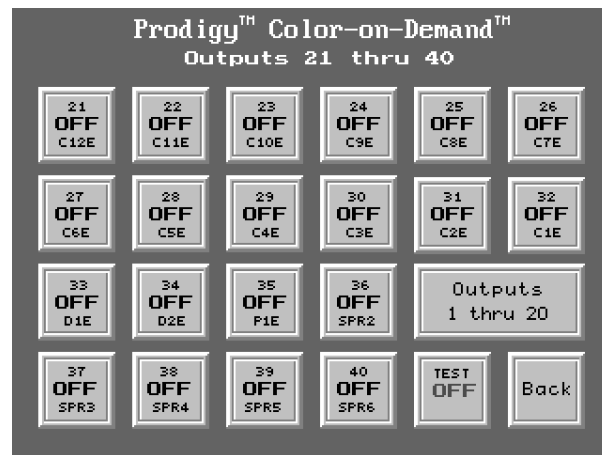 Prodigy™ Color-on-Demand™
Outputs 21 thru 40
21 22 23 24 25 26
OFF OFF OFF OFF OFF OFF
C12E C11E C10E C9E C8E C7E
27 28 29 30 31 32
OFF OFF OFF OFF OFF OFF
C6E C5E C4E C3E C2E C1E
33 34 35 36
OFF OFF OFF OFF
D1E D2E P1E SPR2
Outputs
1 thru 20
37 38 39 40 TEST
OFF OFF OFF OFF OFF
SPR3 SPR4 SPR5 SPR6
Back